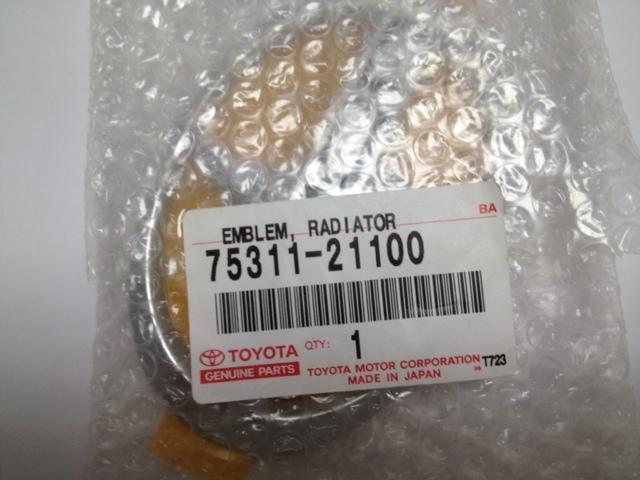 BA
EMBLEM, RADIATOR
75311-21100
TOYOTA
GENUINE PARTS
QTY: 1
TOYOTA MOTOR CORPORATION
MADE IN JAPAN
T723